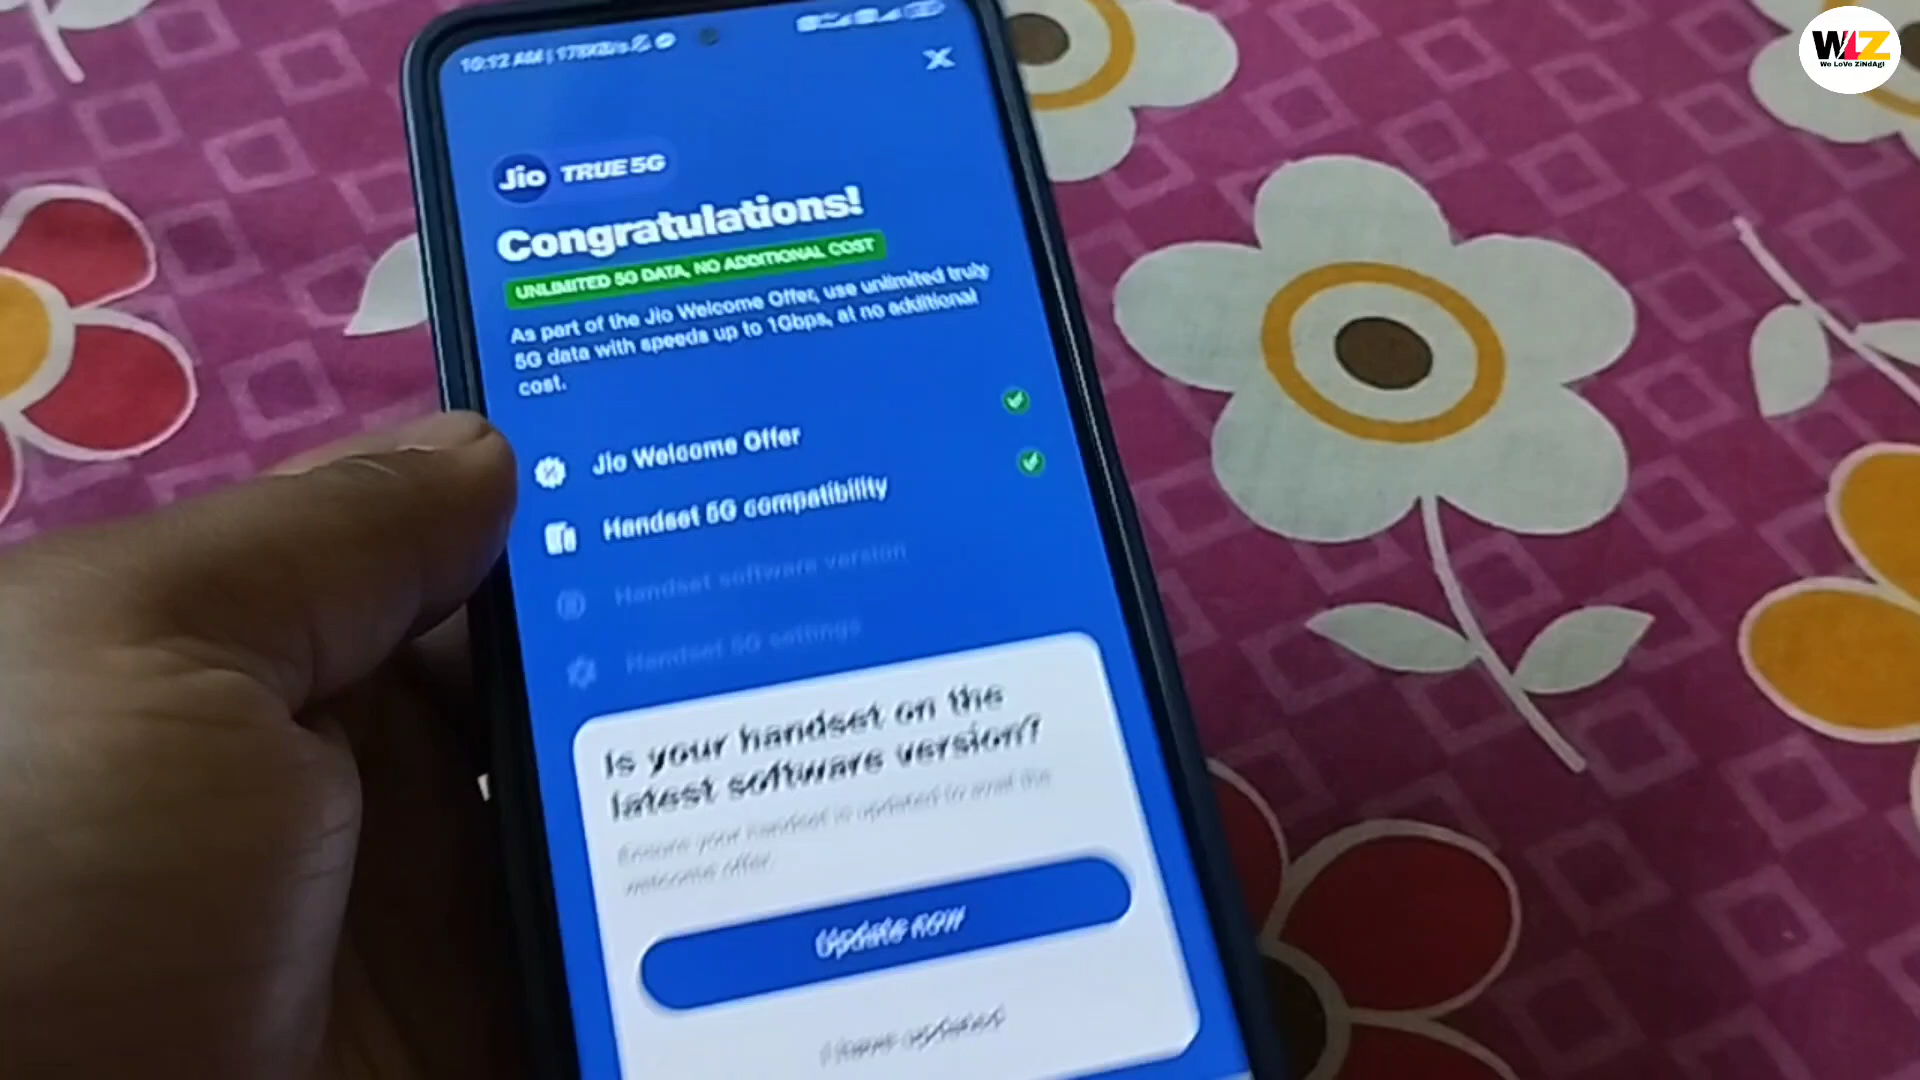 WLZ
We LoVe ZiNdAgI
10:12 AM | 178KB/s
X
Jio TRUE 5G
Congratulations!
UNLIMITED 5G DATA, NO ADDITIONAL COST
As part of the Jio Welcome Offer, use unlimited truly
5G data with speeds up to 1Gbps, at no additional
cost.
Jio Welcome Offer
Handset 5G compatibility
Handset software version
Handset 5G settings
Is your handset on the
latest software version?
Ensure your handset is updated to avail the
welcome offer.
Update now
I have updated